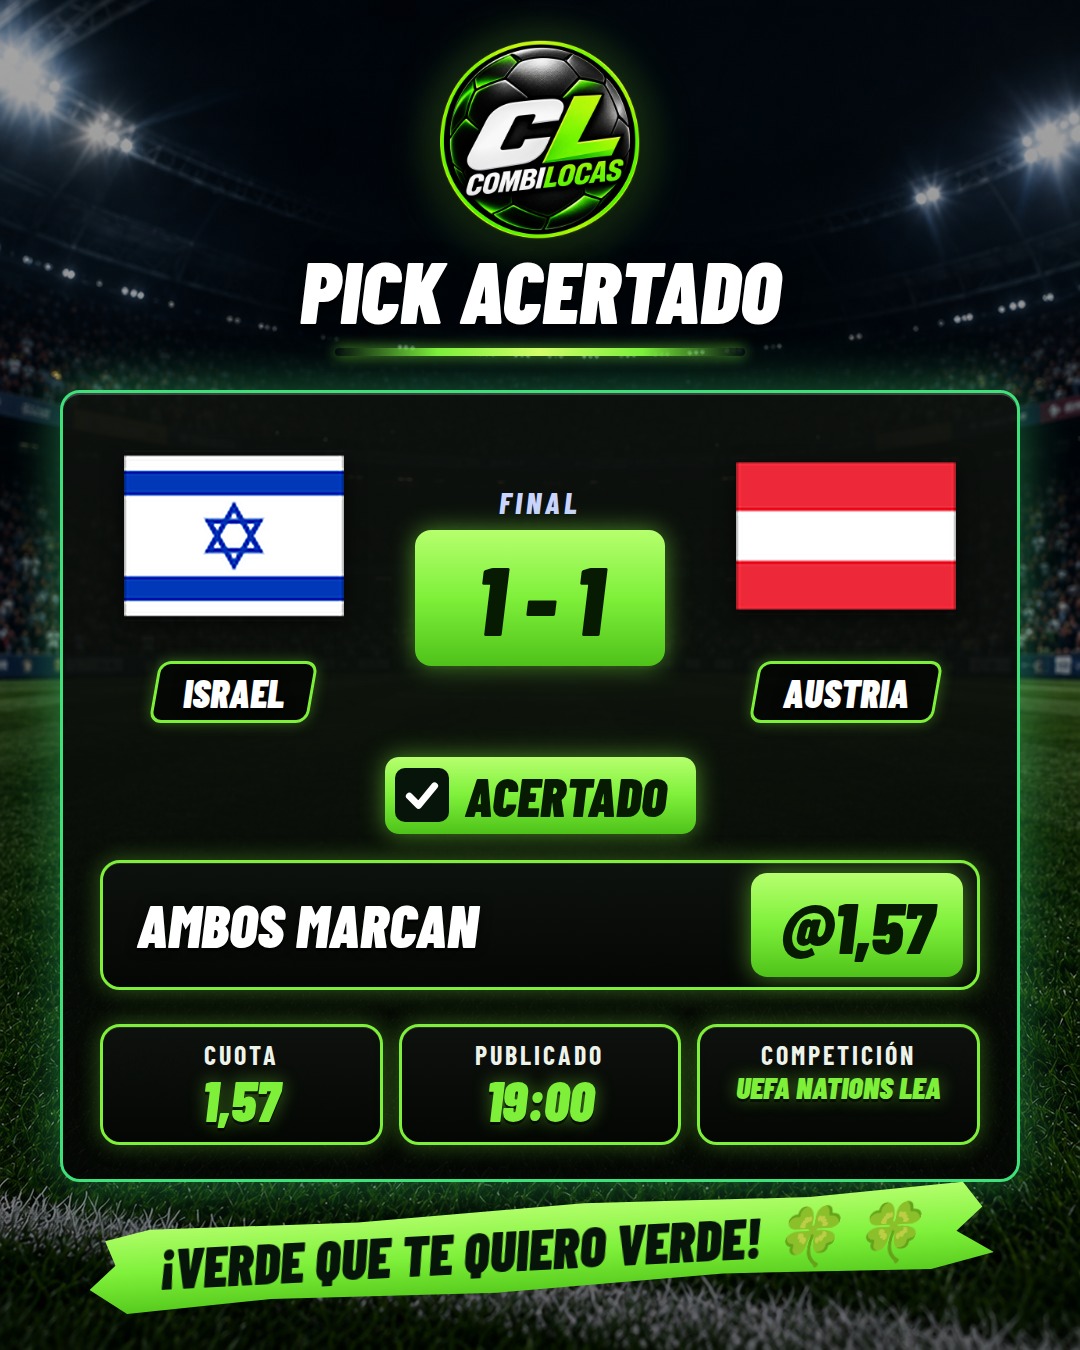 CL
COMBILOCAS
PICK ACERTADO
FINAL
1 - 1
ISRAEL
AUSTRIA
ACERTADO
AMBOS MARCAN
@1,57
CUOTA
1,57
PUBLICADO
19:00
COMPETICIÓN
UEFA NATIONS LEA
¡VERDE QUE TE QUIERO VERDE! 🍀 🍀